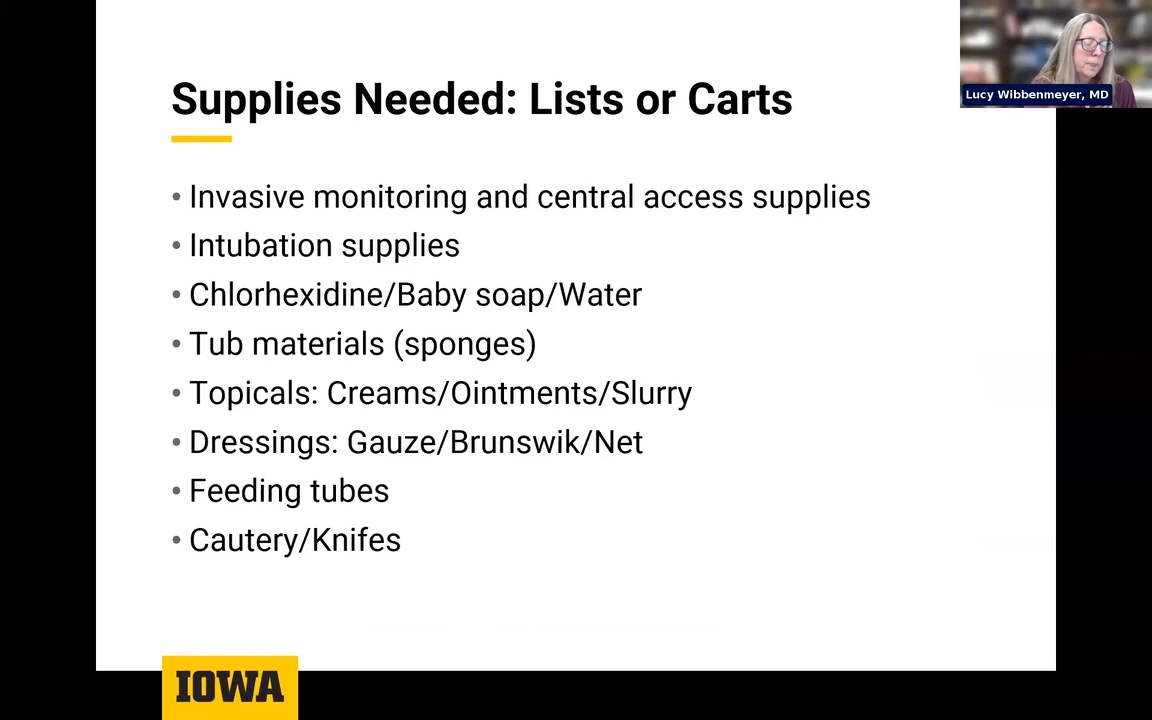 Supplies Needed: Lists or Carts
Lucy Wibbenmeyer, MD
• Invasive monitoring and central access supplies
• Intubation supplies
• Chlorhexidine/Baby soap/Water
• Tub materials (sponges)
• Topicals: Creams/Ointments/Slurry
• Dressings: Gauze/Brunswik/Net
• Feeding tubes
• Cautery/Knifes
IOWA